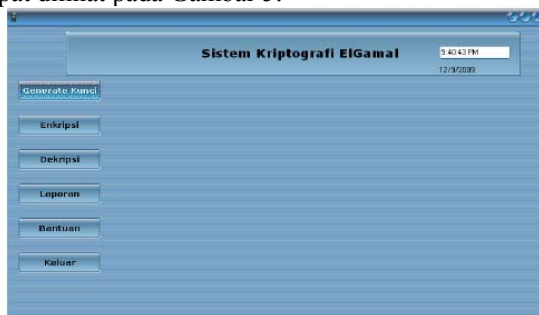 pat dilihat pada Gambar 5.
Sistem Kriptografi ElGamal
9:40:43 PM
12/9/2009
Generate Kunci
Enkripsi
Dekripsi
Laporan
Bantuan
Keluar